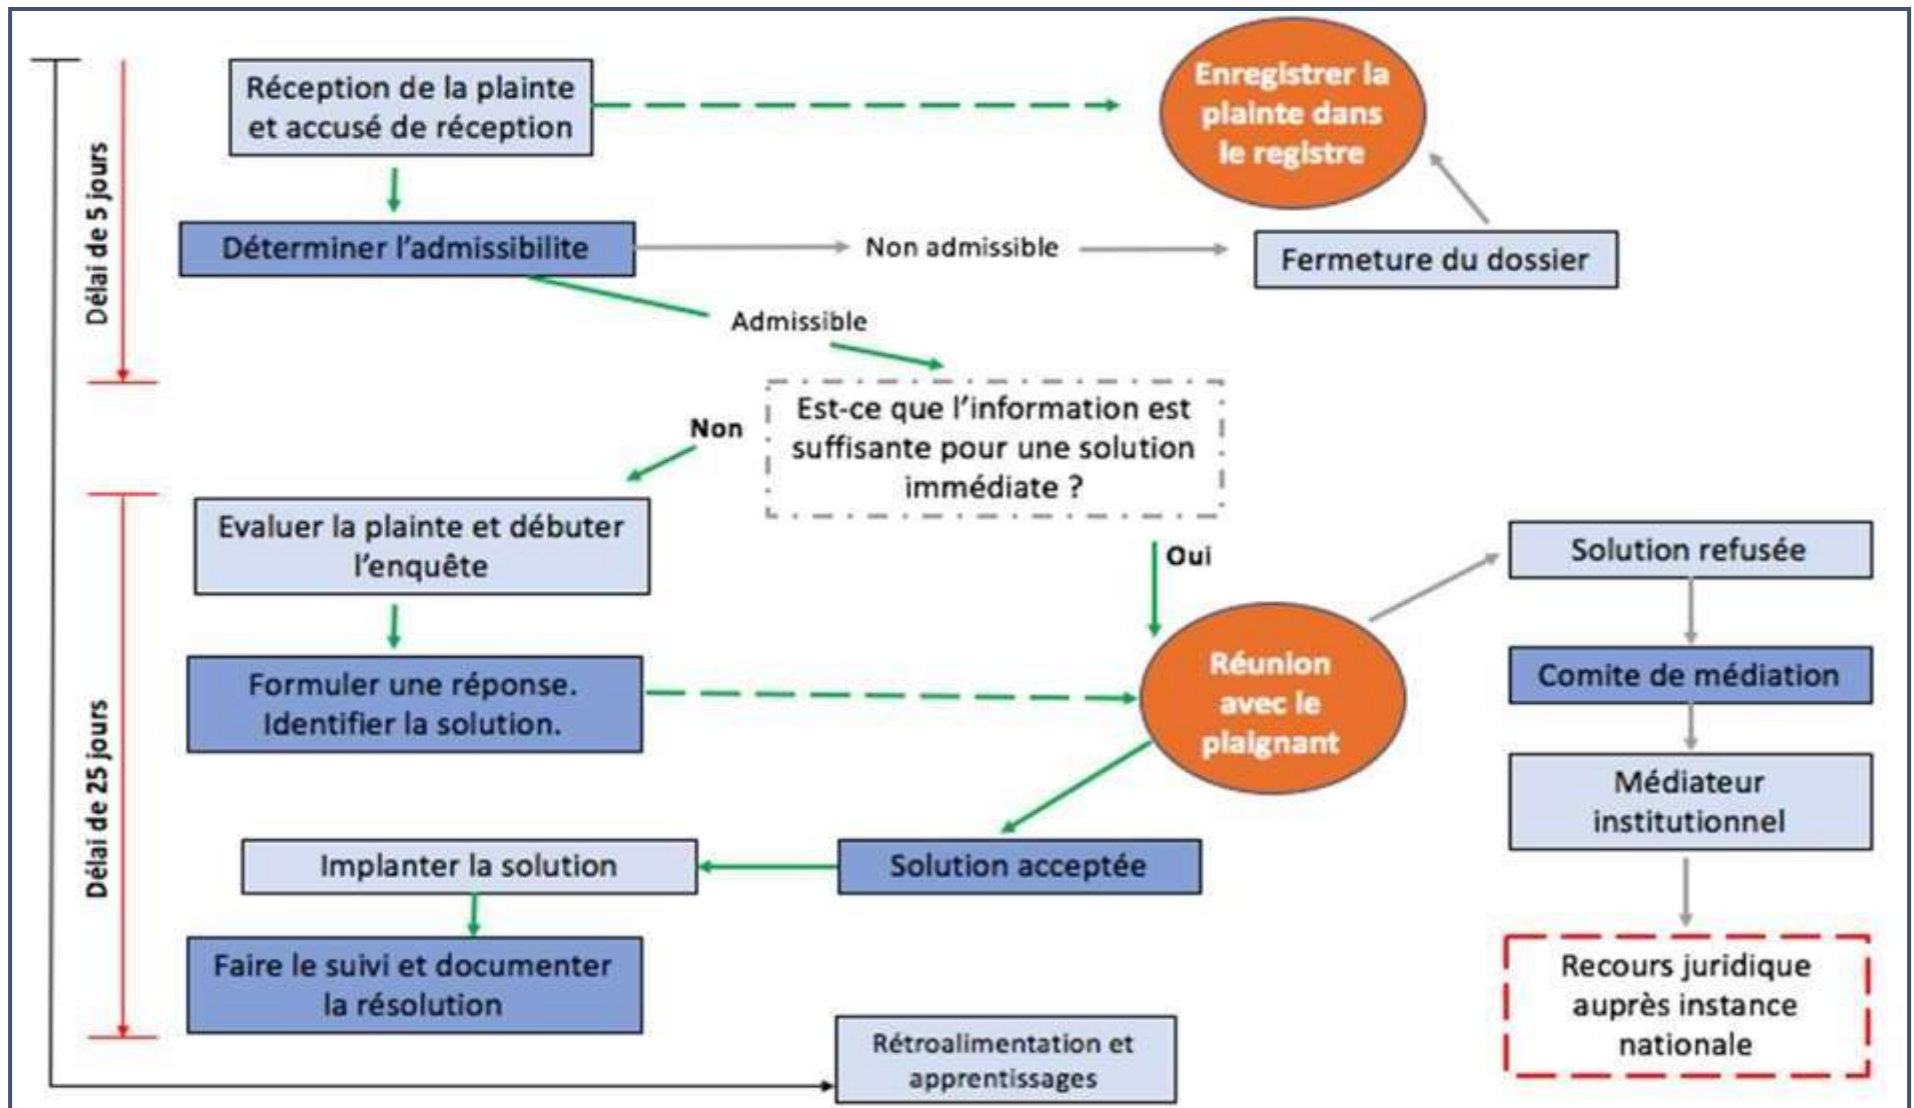 Réception de la plainte
et accusé de réception
Enregistrer la
plainte dans
le registre
Délai de 5 jours
Déterminer l'admissibilite
Non admissible
Fermeture du dossier
Admissible
Est-ce que l'information est
suffisante pour une solution
immédiate ?
Non
Oui
Evaluer la plainte et débuter
l'enquête
Solution refusée
Formuler une réponse.
Identifier la solution.
Réunion
avec le
plaignant
Comite de médiation
Délai de 25 jours
Médiateur
institutionnel
Implanter la solution
Solution acceptée
Faire le suivi et documenter
la résolution
Recours juridique
auprès instance
nationale
Rétroalimentation et
apprentissages